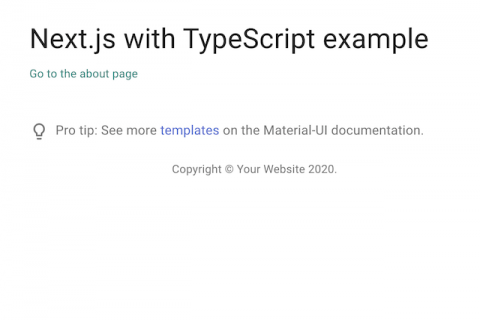 Next.js with TypeScript example
Go to the about page
Pro tip: See more templates on the Material-UI documentation.
Copyright © Your Website 2020.